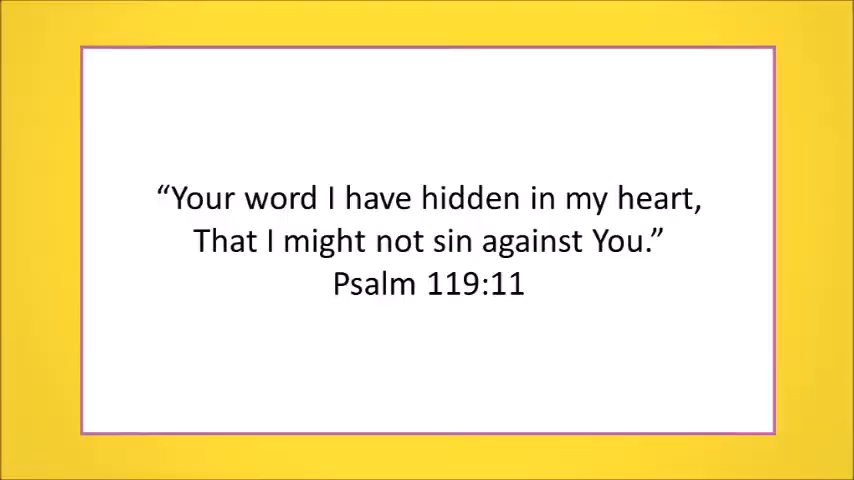 “Your word I have hidden in my heart,
That I might not sin against You.”
Psalm 119:11